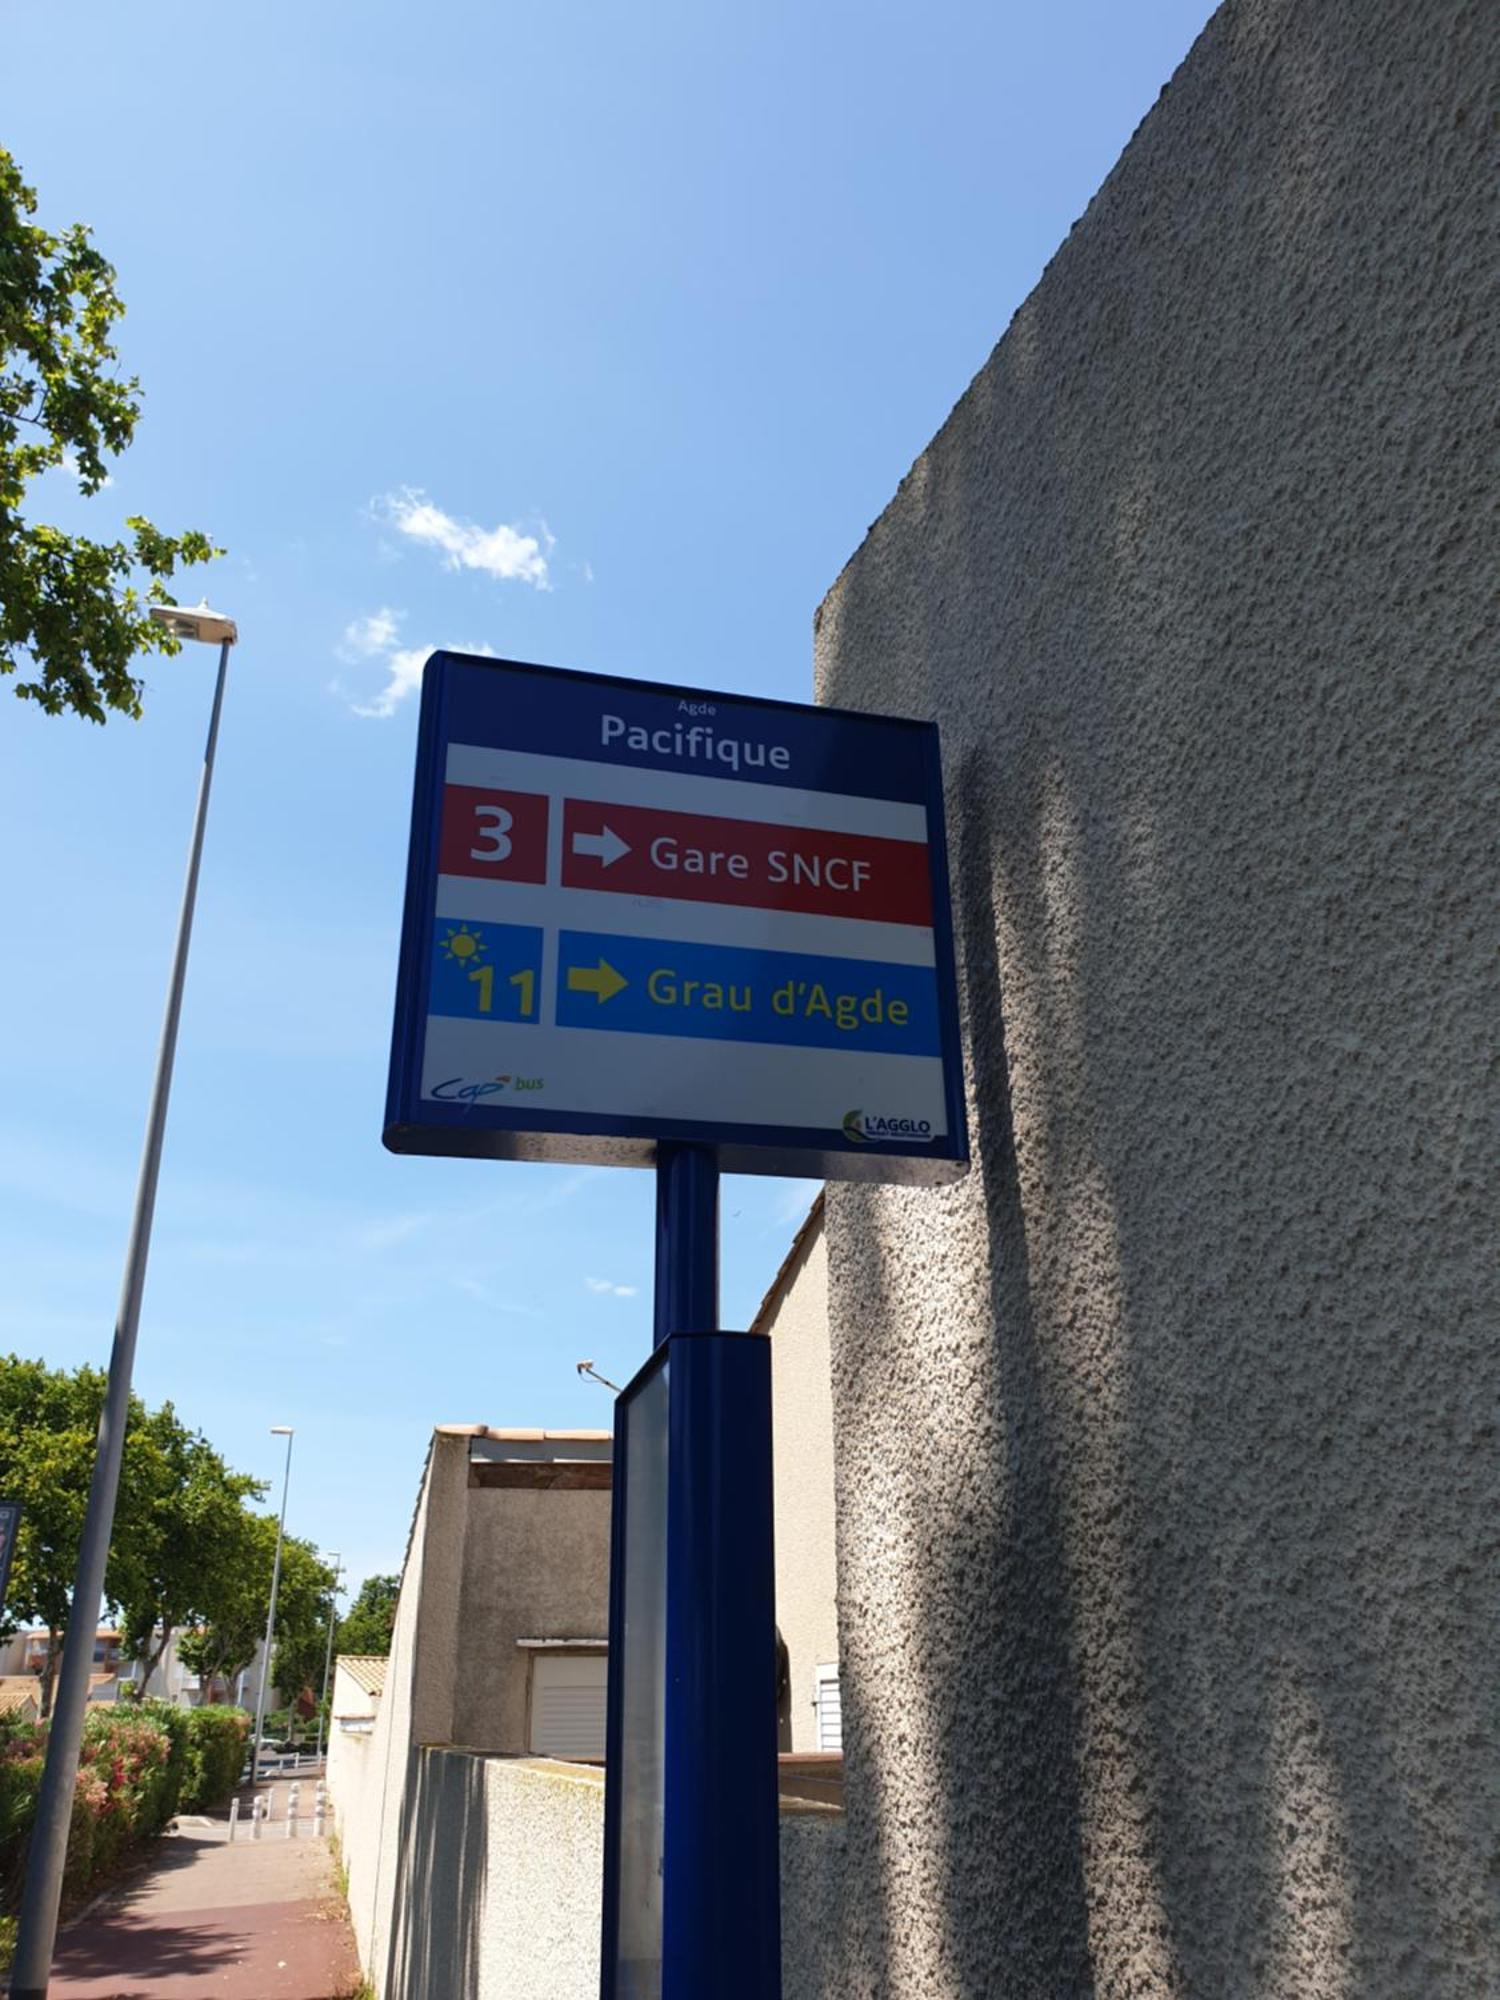 Agde
Pacifique
3 Gare SNCF
11 Grau d'Agde
Cap bus
L'AGGLO